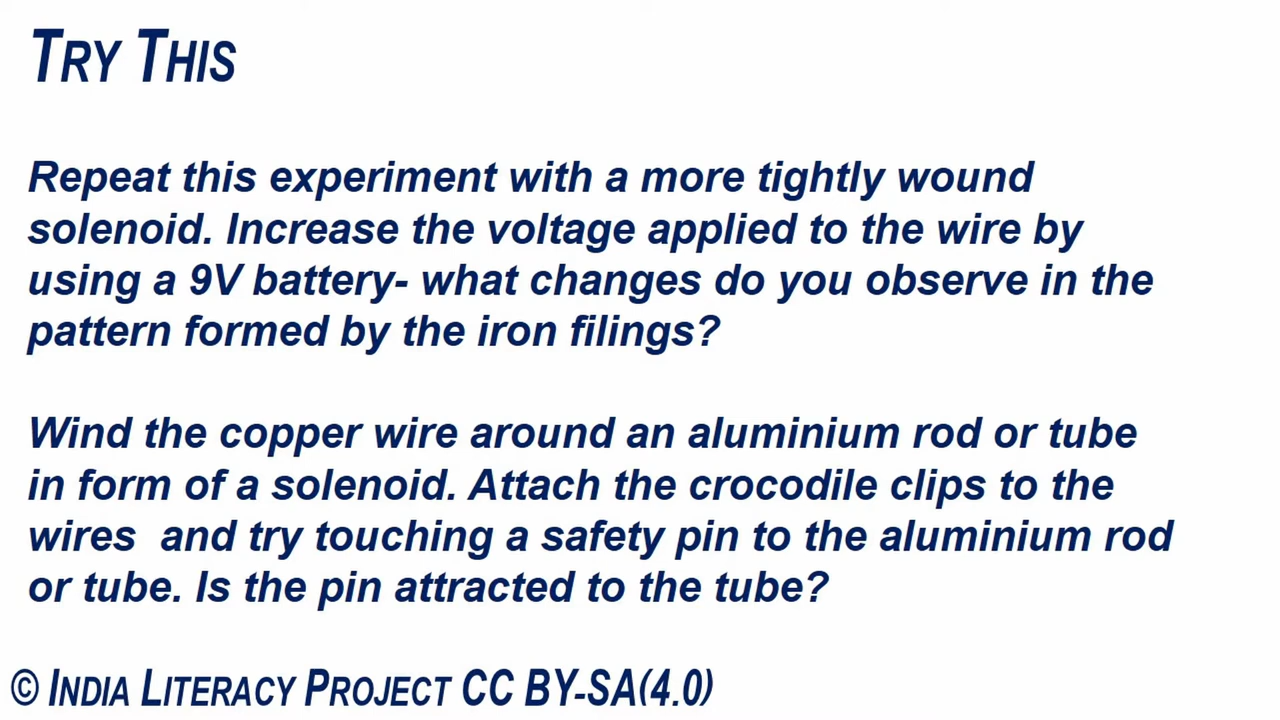 TRY THIS
Repeat this experiment with a more tightly wound
solenoid. Increase the voltage applied to the wire by
using a 9V battery- what changes do you observe in the
pattern formed by the iron filings?
Wind the copper wire around an aluminium rod or tube
in form of a solenoid. Attach the crocodile clips to the
wires  and try touching a safety pin to the aluminium rod
or tube. Is the pin attracted to the tube?
© INDIA LITERACY PROJECT CC BY-SA(4.0)